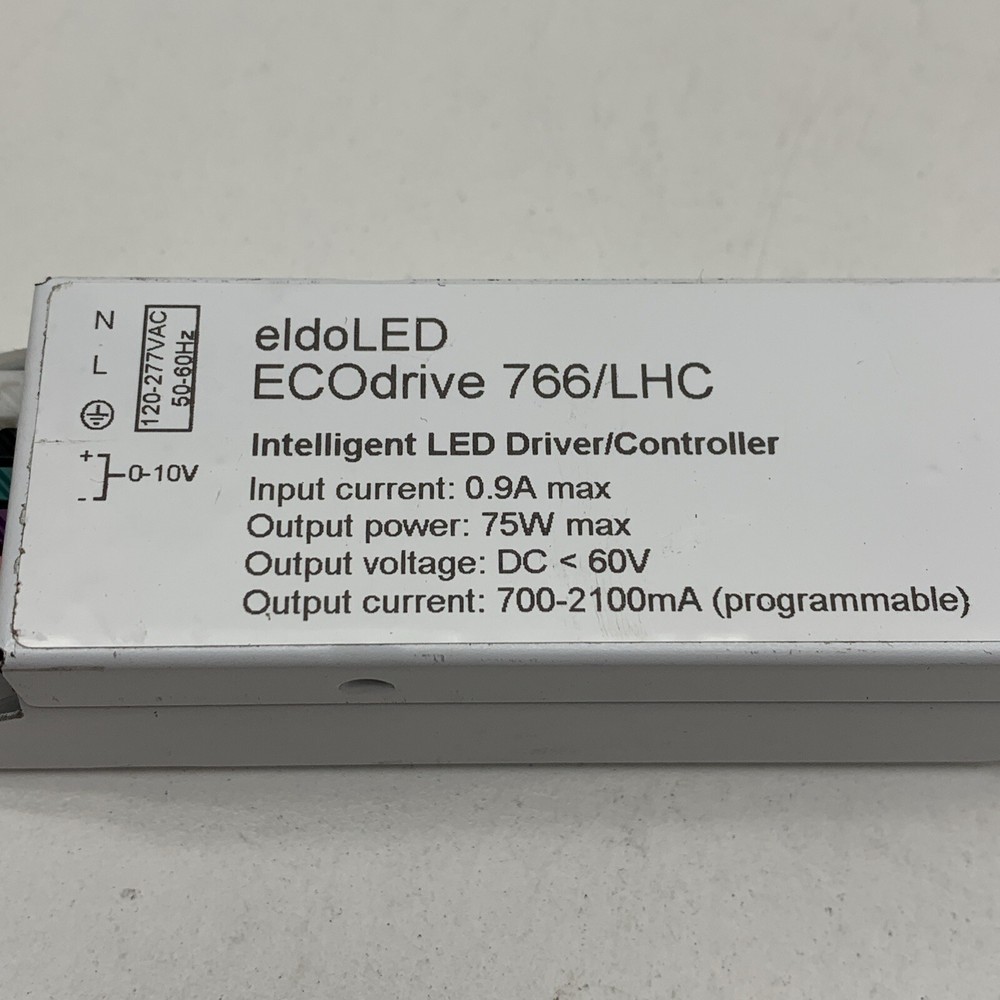 N
L
120-277VAC
50-60Hz
+
-
0-10V
eldoLED
ECOdrive 766/LHC
Intelligent LED Driver/Controller
Input current: 0.9A max
Output power: 75W max
Output voltage: DC < 60V
Output current: 700-2100mA (programmable)